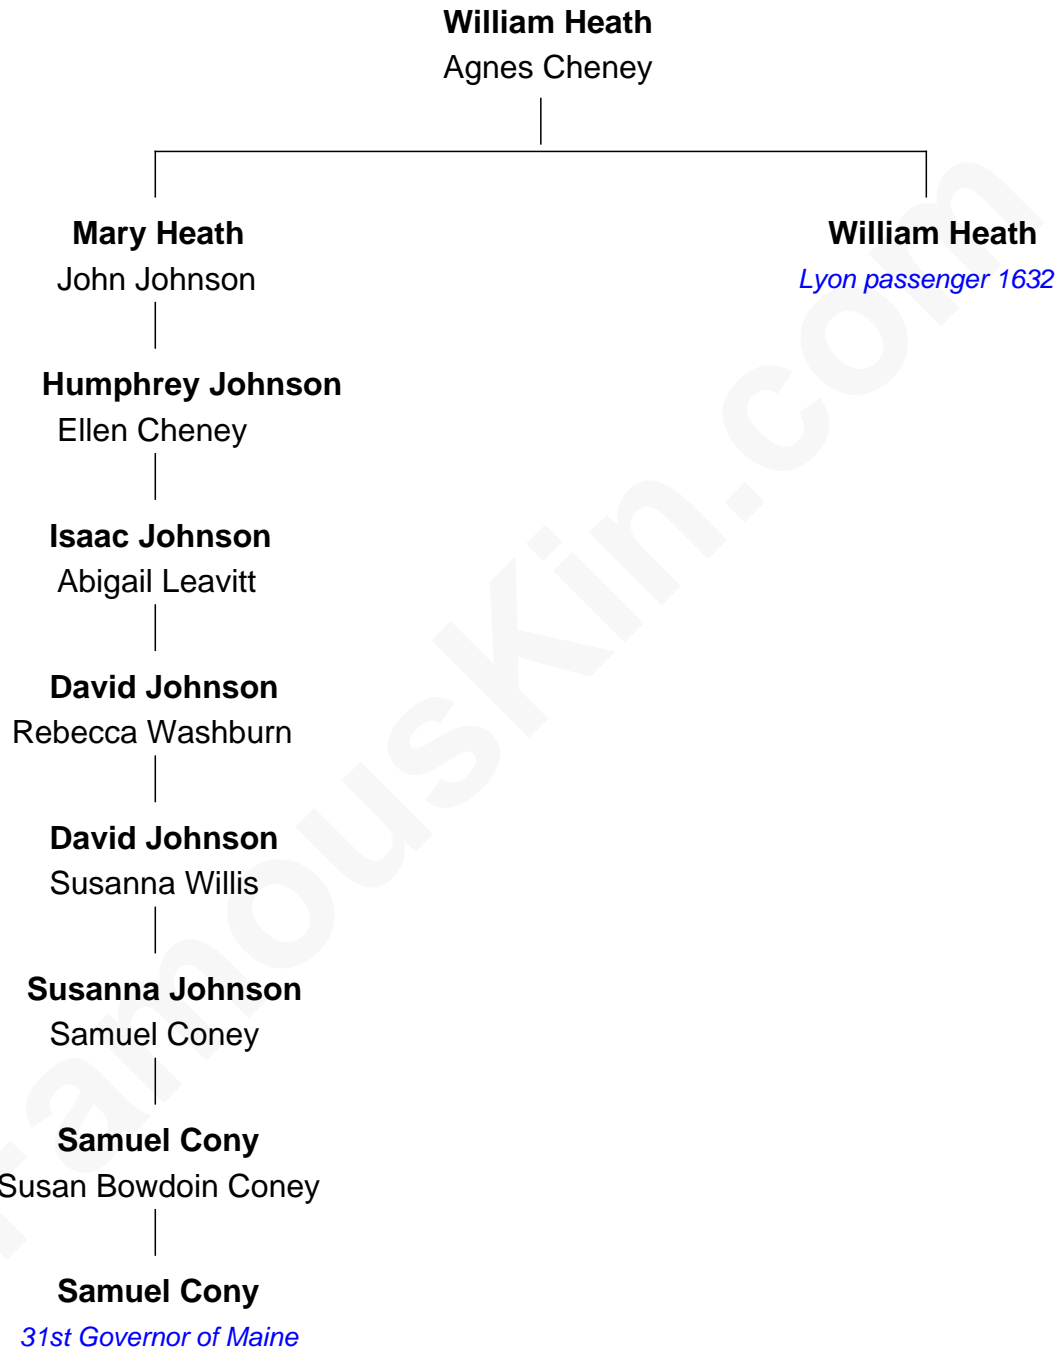 William Heath
Agnes Cheney
Mary Heath
John Johnson
William Heath
Lyon passenger 1632
Humphrey Johnson
Ellen Cheney
Isaac Johnson
Abigail Leavitt
David Johnson
Rebecca Washburn
David Johnson
Susanna Willis
Susanna Johnson
Samuel Coney
Samuel Cony
Susan Bowdoin Coney
Samuel Cony
31st Governor of Maine
FamousKin.com